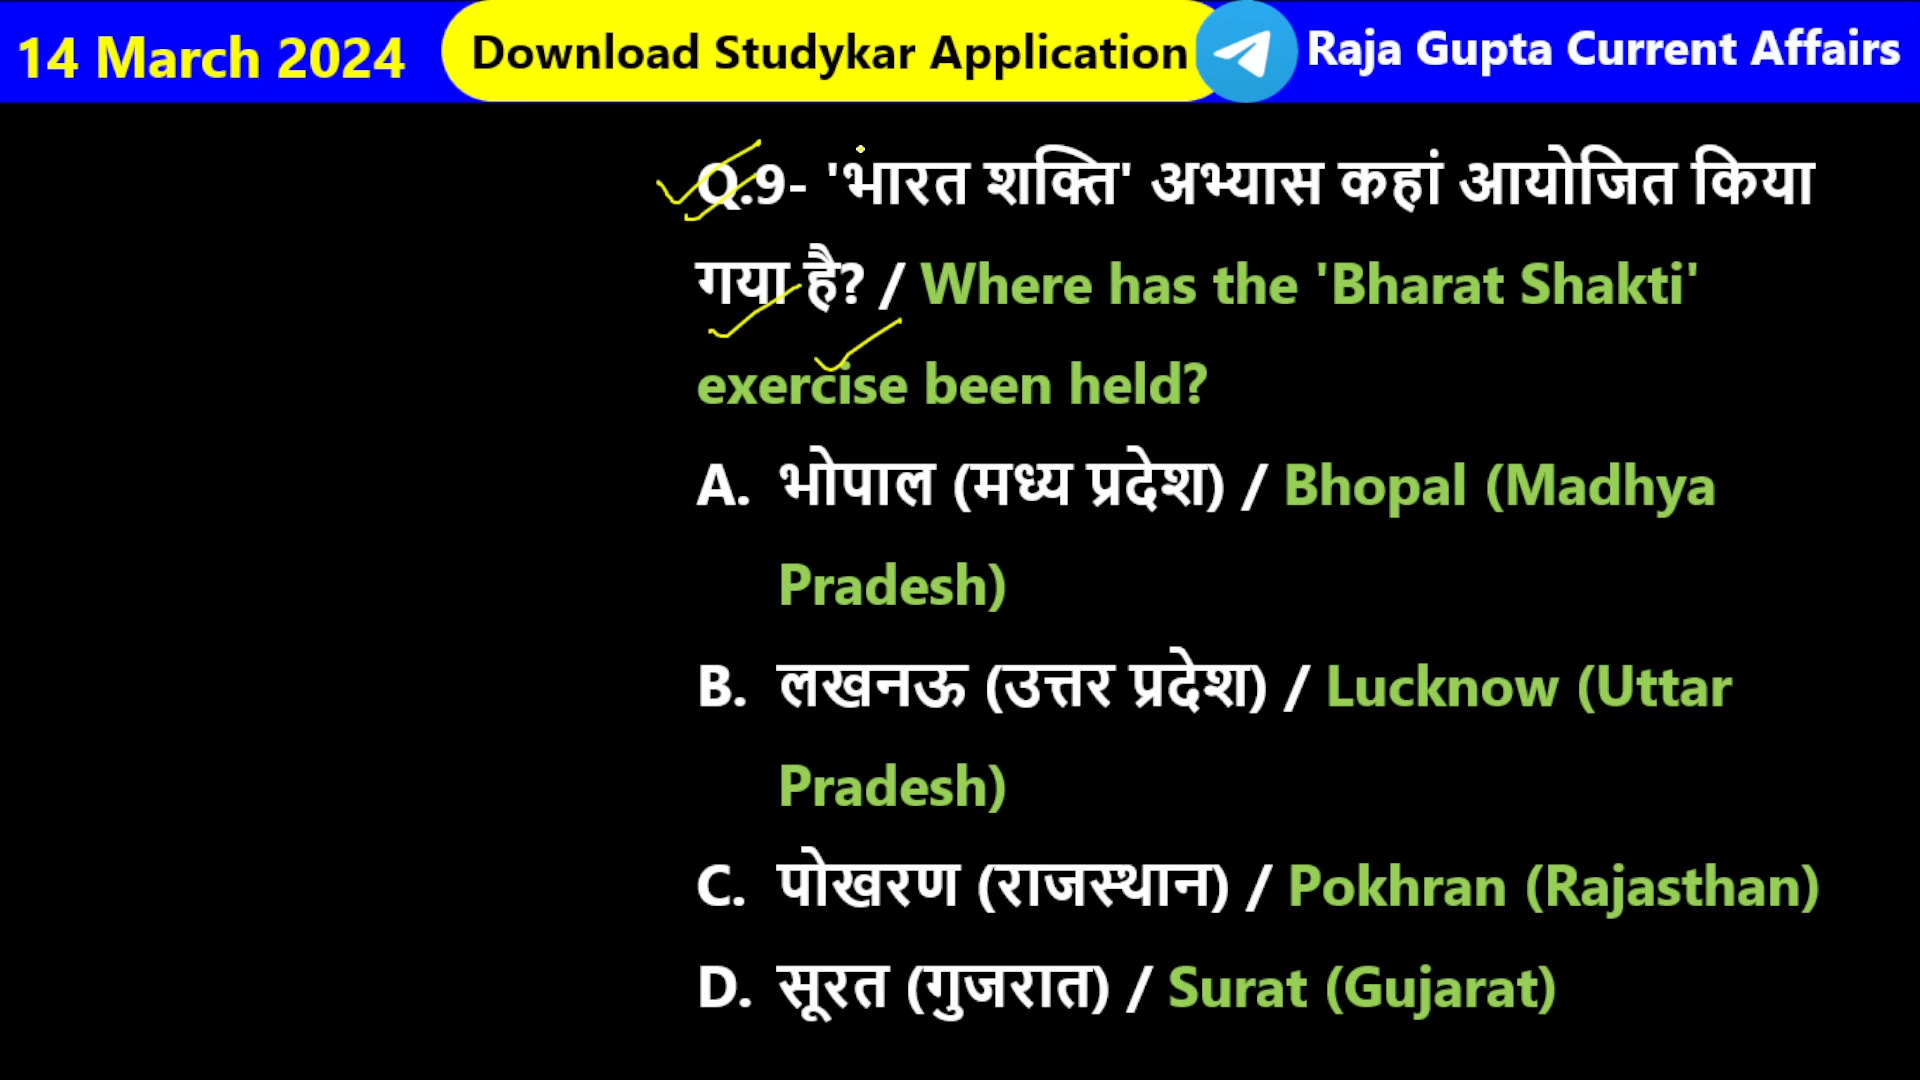 14 March 2024
Download Studykar Application
Raja Gupta Current Affairs
Q.9- 'भारत शक्ति' अभ्यास कहां आयोजित किया
गया है? / Where has the 'Bharat Shakti'
exercise been held?
A. भोपाल (मध्य प्रदेश) / Bhopal (Madhya
Pradesh)
B. लखनऊ (उत्तर प्रदेश) / Lucknow (Uttar
Pradesh)
C. पोखरण (राजस्थान) / Pokhran (Rajasthan)
D. सूरत (गुजरात) / Surat (Gujarat)